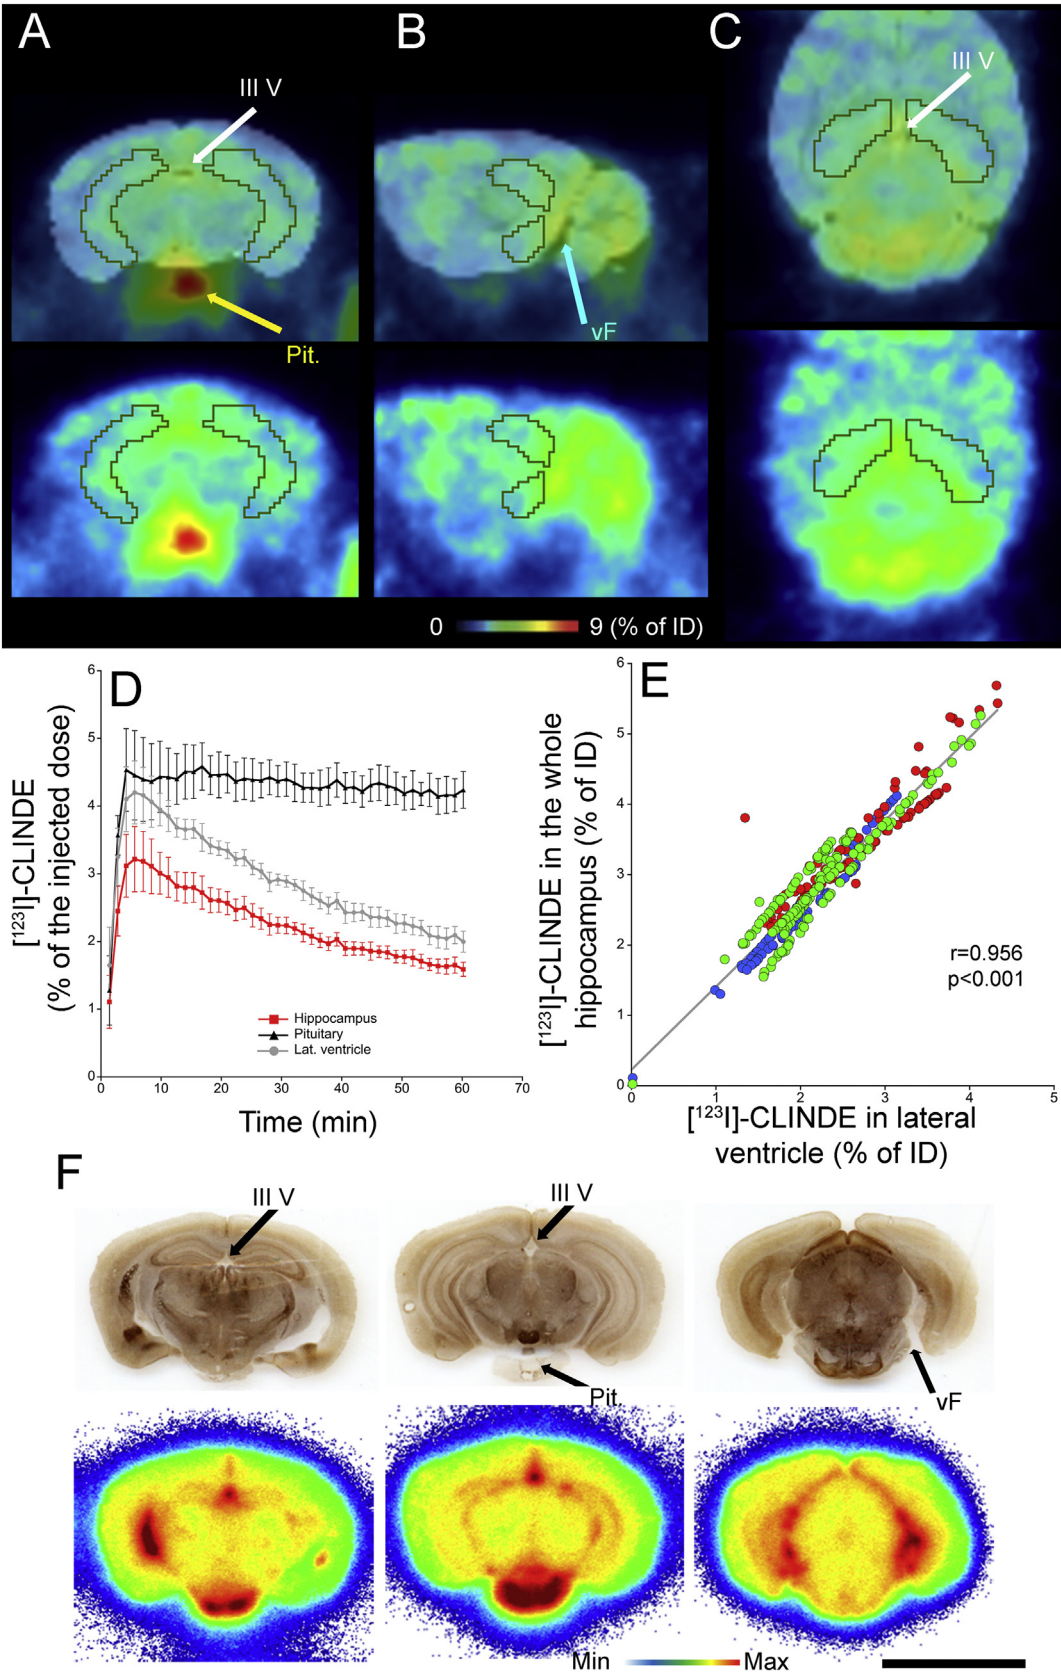 A
B
C
III V
III V
Pit.
vF
0 9 (% of ID)
D
[123I]-CLINDE
(% of the injected dose)
6
5
4
3
2
1
0
Hippocampus
Pituitary
Lat. ventricle
0 10 20 30 40 50 60 70
Time (min)
E
[123I]-CLINDE in the whole
hippocampus (% of ID)
6
5
4
3
2
1
0
r=0.956
p<0.001
0 1 2 3 4 5
[123I]-CLINDE in lateral
ventricle (% of ID)
F
III V
III V
Pit.
vF
Min Max